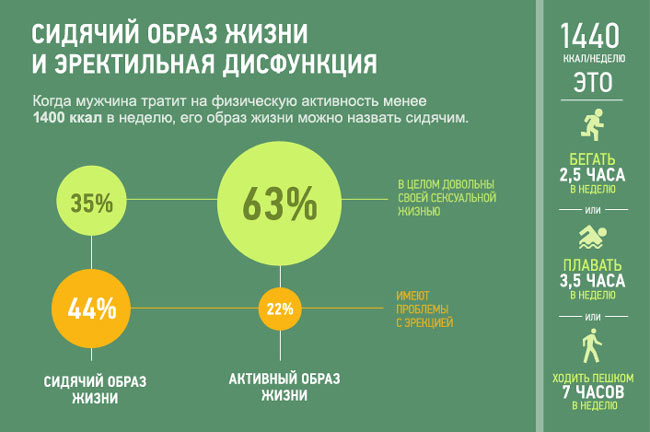 СИДЯЧИЙ ОБРАЗ ЖИЗНИ
И ЭРЕКТИЛЬНАЯ ДИСФУНКЦИЯ
Когда мужчина тратит на физическую активность менее
1400 ккал в неделю, его образ жизни можно назвать сидячим.
35%
63%
В ЦЕЛОМ ДОВОЛЬНЫ
СВОЕЙ СЕКСУАЛЬНОЙ
ЖИЗНЬЮ
44%
22%
ИМЕЮТ
ПРОБЛЕМЫ
С ЭРЕКЦИЕЙ
СИДЯЧИЙ ОБРАЗ
ЖИЗНИ
АКТИВНЫЙ ОБРАЗ
ЖИЗНИ
1440
ККАЛ/НЕДЕЛЮ
ЭТО
БЕГАТЬ
2,5 ЧАСА
В НЕДЕЛЮ
ИЛИ
ПЛАВАТЬ
3,5 ЧАСА
В НЕДЕЛЮ
ИЛИ
ХОДИТЬ ПЕШКОМ
7 ЧАСОВ
В НЕДЕЛЮ